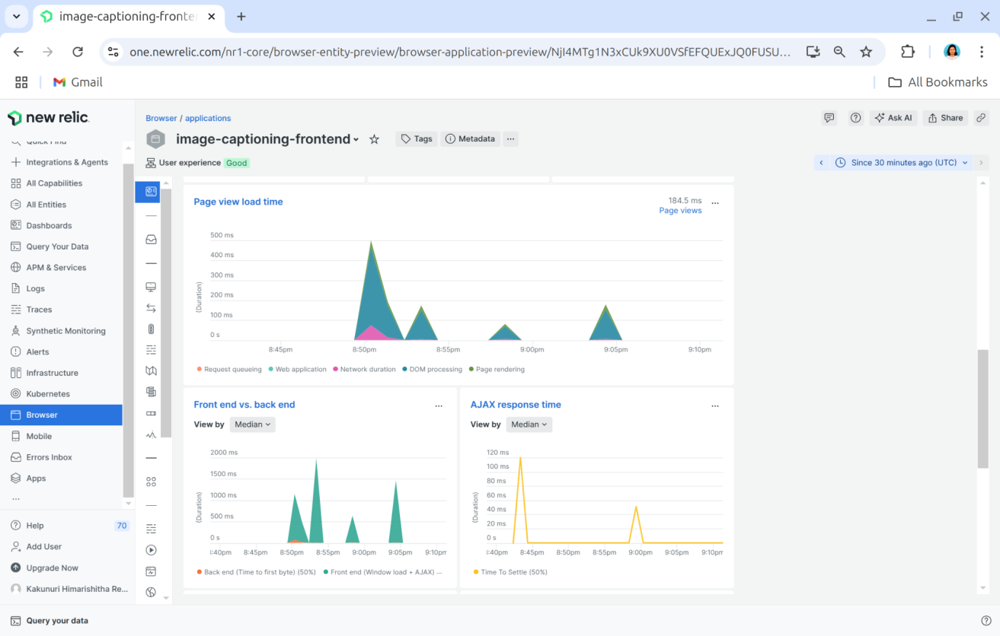 image-captioning-fronte
one.newrelic.com/nr1-core/browser-entity-preview/browser-application-preview/NjI4MTg1N3xCUk9XU0VSfEFQUExJQ0FUSU...
Gmail
All Bookmarks
new relic
Quick Find
Integrations & Agents
All Capabilities
All Entities
Dashboards
Query Your Data
APM & Services
Logs
Traces
Synthetic Monitoring
Alerts
Infrastructure
Kubernetes
Browser
Mobile
Errors Inbox
Apps
...
Help 70
Add User
Upgrade Now
Kakunuri Himarishitha Re...
Browser / applications
Ask AI Share
image-captioning-frontend Tags Metadata ...
User experience Good
Since 30 minutes ago (UTC)
Page view load time
184.5 ms
Page views
500 ms
400 ms
300 ms
200 ms
100 ms
0 s
(Duration)
8:45pm 8:50pm 8:55pm 9:00pm 9:05pm 9:10pm
Request queueing Web application Network duration DOM processing Page rendering
Front end vs. back end
View by Median
2000 ms
1500 ms
1000 ms
500 ms
0 s
(Duration)
8:45pm 8:50pm 8:55pm 9:00pm 9:05pm
Back end (Time to first byte) (50%) Front end (Window load + AJAX) ...
AJAX response time
View by Median
120 ms
100 ms
80 ms
60 ms
40 ms
20 ms
0 s
(Duration)
8:45pm 8:50pm 8:55pm 9:00pm 9:05pm
Time To Settle (50%)
Query your data